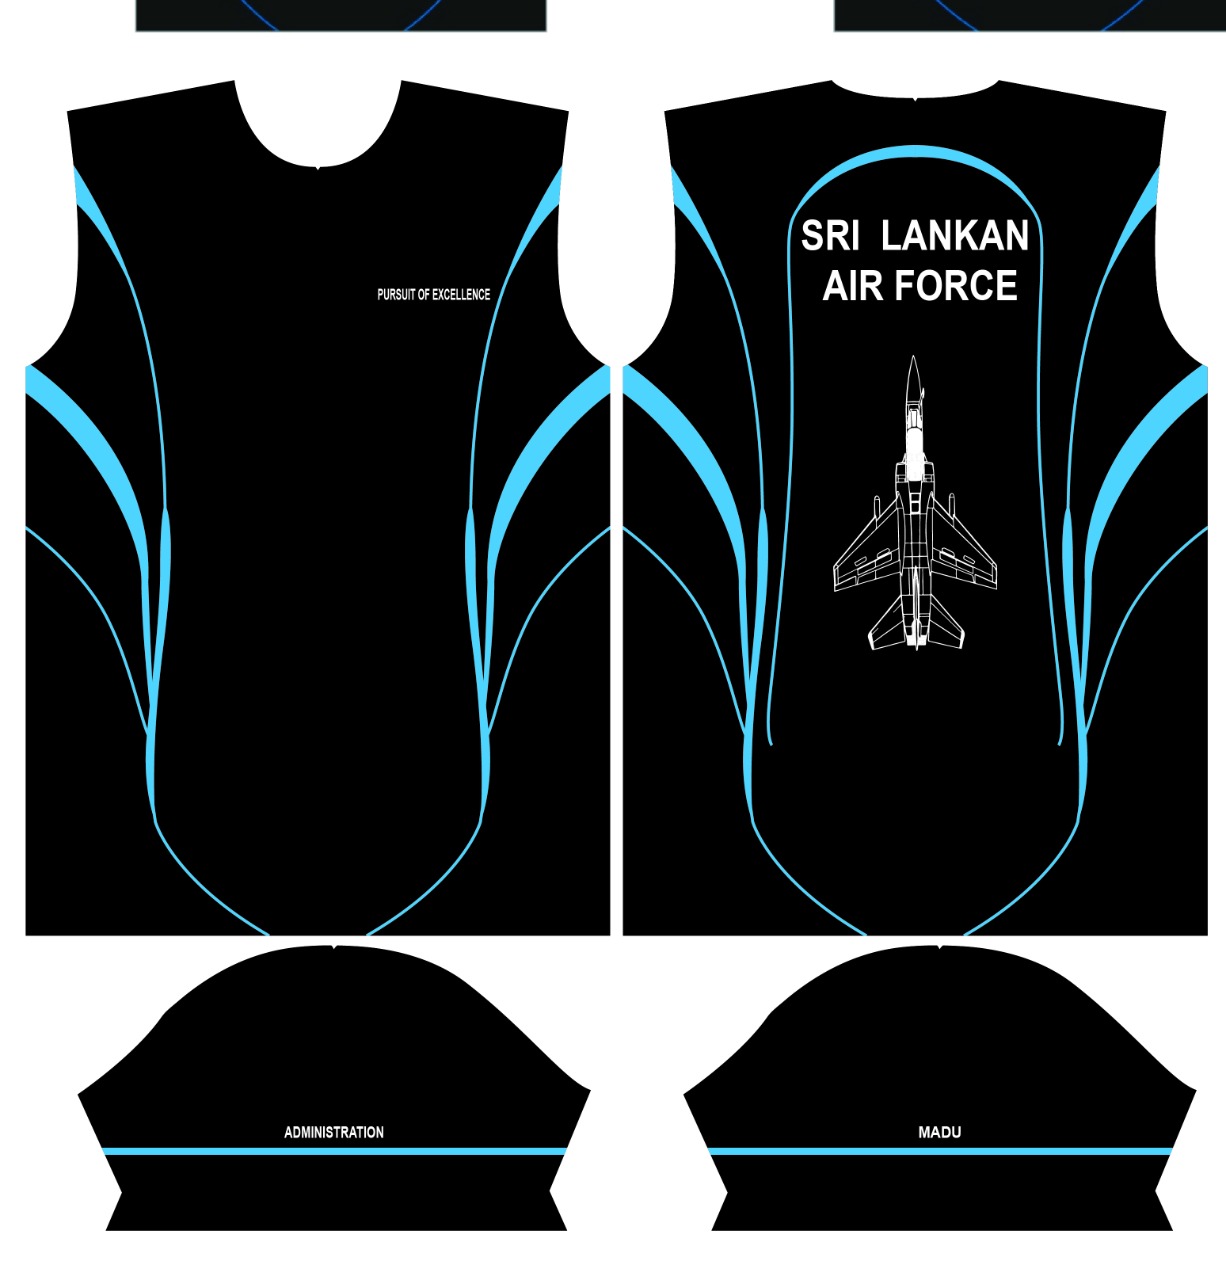 PURSUIT OF EXCELLENCE
SRI LANKAN
AIR FORCE
ADMINISTRATION
MADU